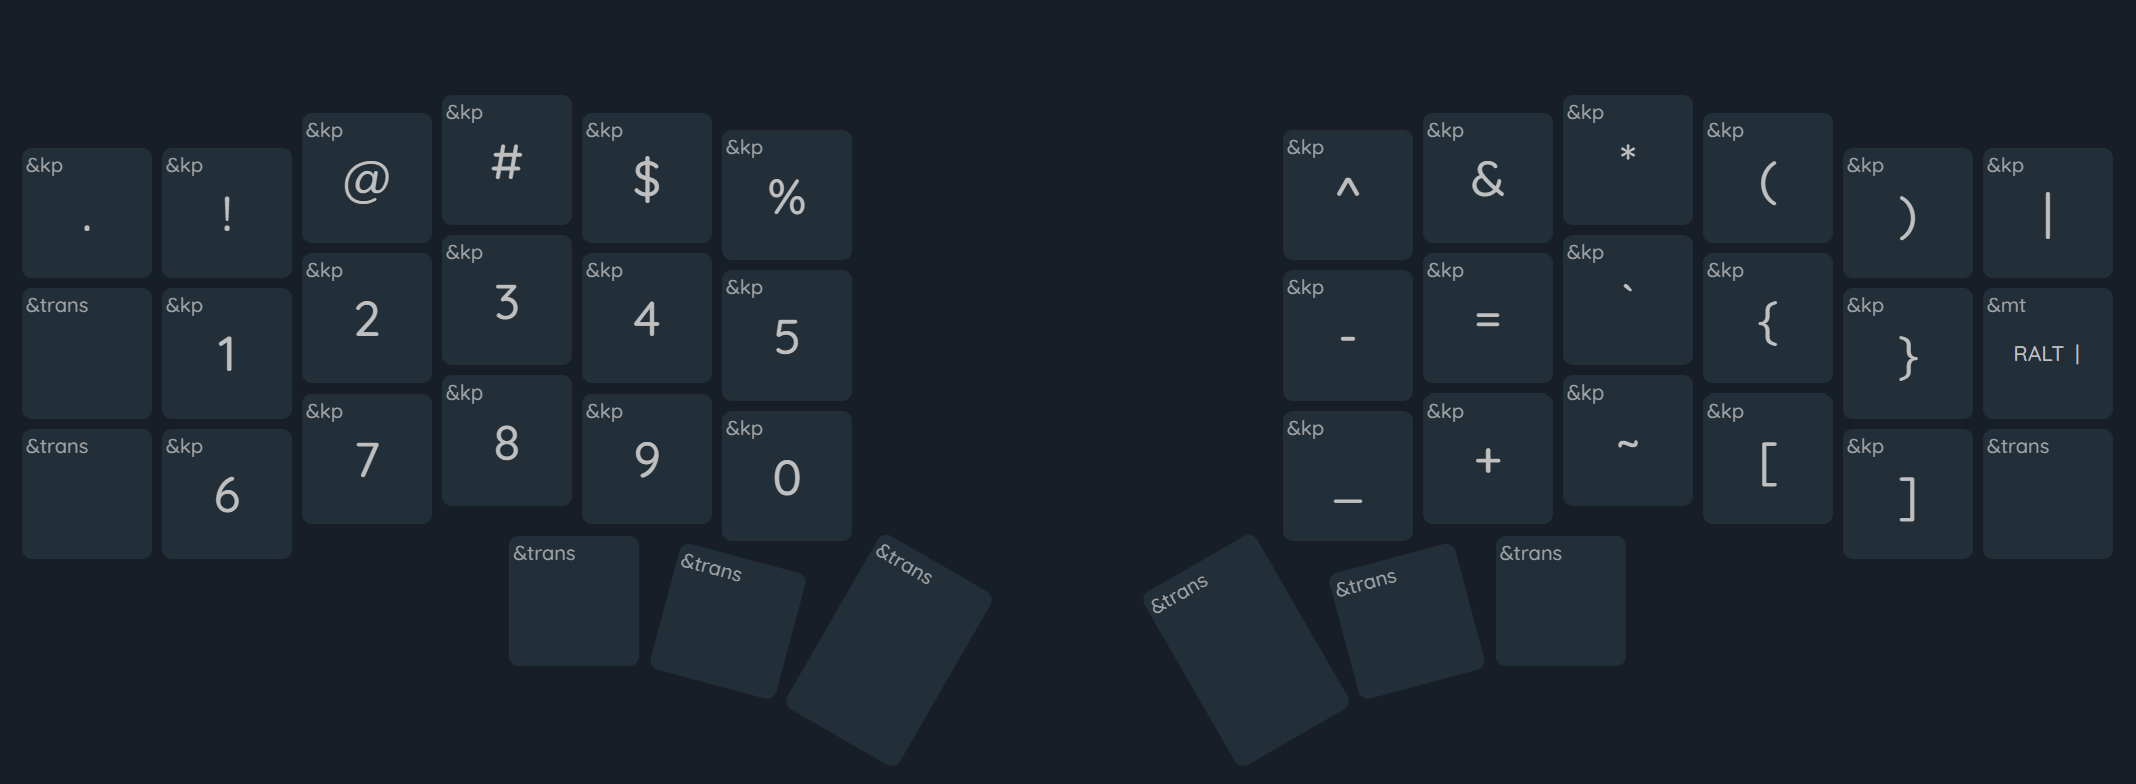 &kp &kp &kp &kp &kp &kp &kp &kp &kp &kp &kp &kp
. ! @ # $ % ^ & * ( ) |
&trans &kp &kp &kp &kp &kp &kp &kp &kp &kp &kp &mt
1 2 3 4 5 - = ` { } RALT |
&trans &kp &kp &kp &kp &kp &kp &kp &kp &kp &kp &trans
6 7 8 9 0 _ + ~ [ ]
&trans &trans &trans &trans &trans &trans